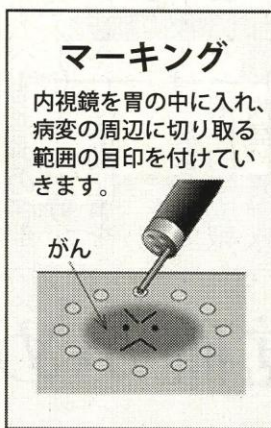 マーキング
内視鏡を胃の中に入れ、
病変の周辺に切り取る
範囲の目印を付けてい
きます。
がん